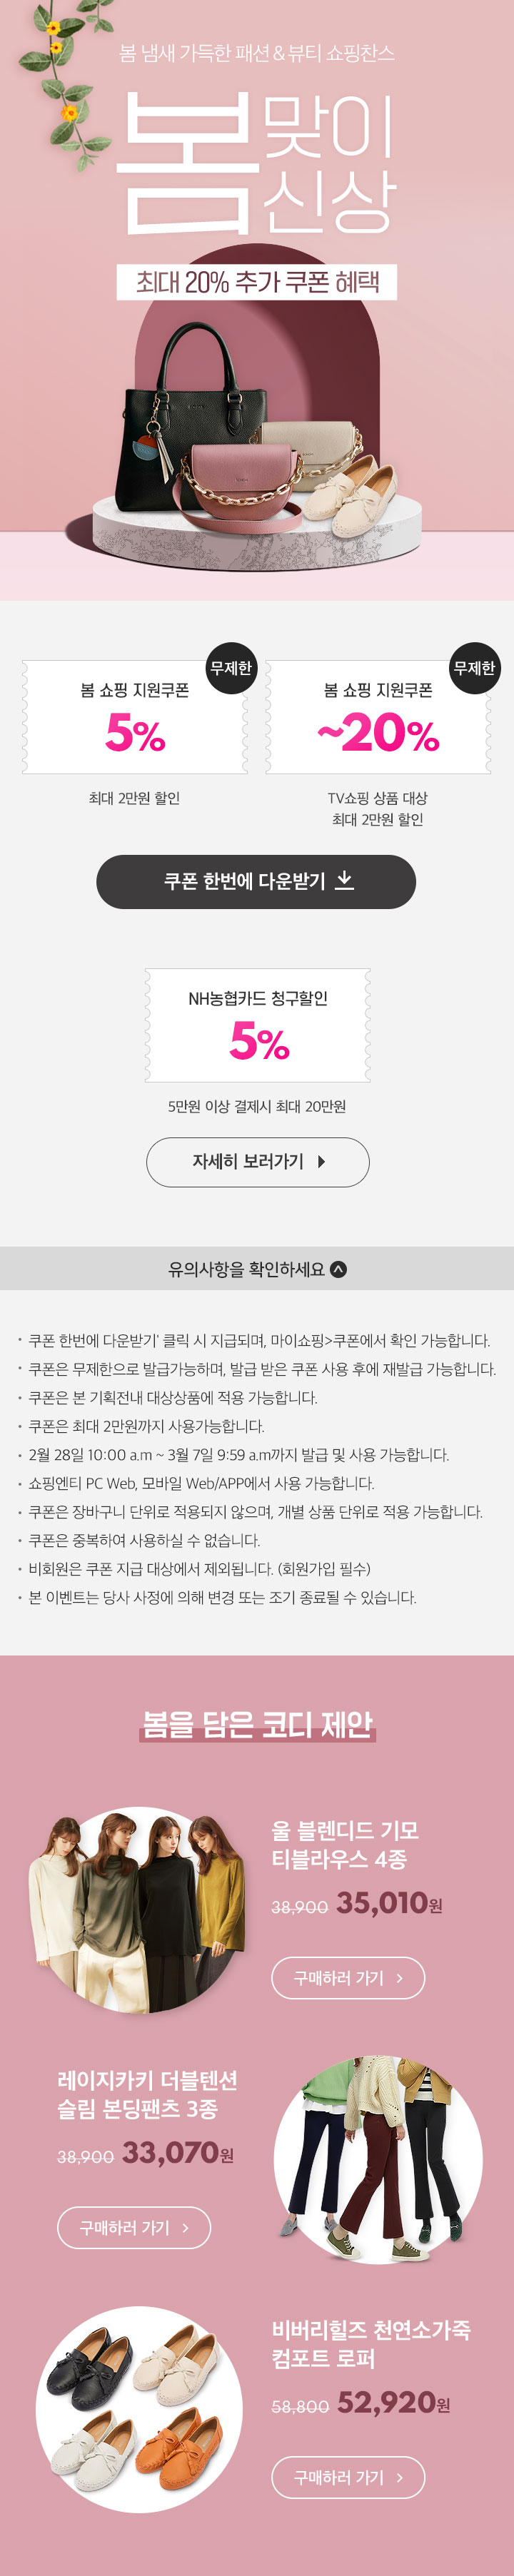 봄 냄새 가득한 패션 & 뷰티 쇼핑찬스
봄맞이
신상
최대 20% 추가 쿠폰 혜택
무제한
봄 쇼핑 지원쿠폰
5%
최대 2만원 할인
무제한
봄 쇼핑 지원쿠폰
~20%
TV쇼핑 상품 대상
최대 2만원 할인
쿠폰 한번에 다운받기
NH농협카드 청구할인
5%
5만원 이상 결제시 최대 20만원
자세히 보러가기
유의사항을 확인하세요
• 쿠폰 한번에 다운받기' 클릭 시 지급되며, 마이쇼핑>쿠폰에서 확인 가능합니다.
• 쿠폰은 무제한으로 발급가능하며, 발급 받은 쿠폰 사용 후에 재발급 가능합니다.
• 쿠폰은 본 기획전내 대상상품에 적용 가능합니다.
• 쿠폰은 최대 2만원까지 사용가능합니다.
• 2월 28일 10:00 a.m ~ 3월 7일 9:59 a.m까지 발급 및 사용 가능합니다.
• 쇼핑엔티 PC Web, 모바일 Web/APP에서 사용 가능합니다.
• 쿠폰은 장바구니 단위로 적용되지 않으며, 개별 상품 단위로 적용 가능합니다.
• 쿠폰은 중복하여 사용하실 수 없습니다.
• 비회원은 쿠폰 지급 대상에서 제외됩니다. (회원가입 필수)
• 본 이벤트는 당사 사정에 의해 변경 또는 조기 종료될 수 있습니다.
봄을 담은 코디 제안
울 블렌디드 기모
티블라우스 4종
38,900 35,010원
구매하러 가기 >
레이지카키 더블텐션
슬림 본딩팬츠 3종
38,900 33,070원
구매하러 가기 >
비버리힐즈 천연소가죽
컴포트 로퍼
58,800 52,920원
구매하러 가기 >